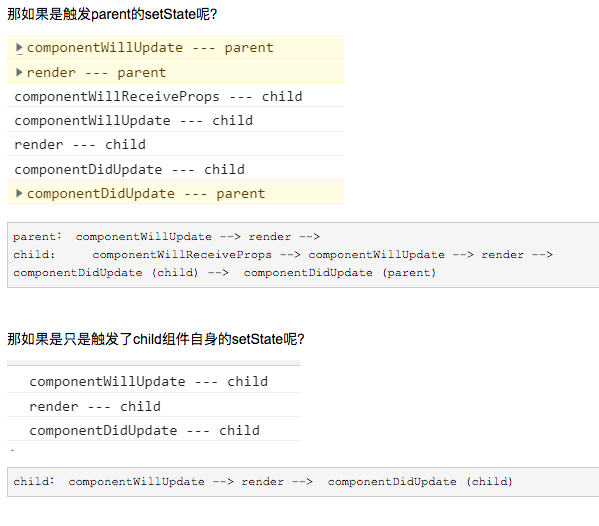 那如果是触发parent的setState呢?
componentWillUpdate --- parent
render --- parent
componentWillReceiveProps --- child
componentWillUpdate --- child
render --- child
componentDidUpdate --- child
componentDidUpdate --- parent
parent: componentWillUpdate --> render -->
child: componentWillReceiveProps --> componentWillUpdate --> render -->
componentDidUpdate (child) --> componentDidUpdate (parent)
那如果是只是触发了child组件自身的setState呢?
componentWillUpdate --- child
render --- child
componentDidUpdate --- child
child: componentWillUpdate --> render --> componentDidUpdate (child)